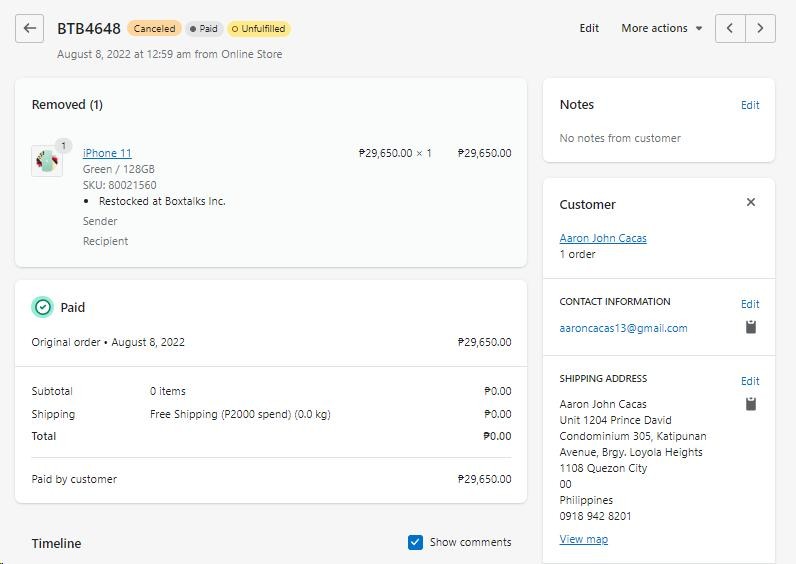 BTB4648 Canceled Paid Unfulfilled Edit More actions
August 8, 2022 at 12:59 am from Online Store
Removed (1)
1
iPhone 11 ₱29,650.00 × 1 ₱29,650.00
Green / 128GB
SKU: 80021560
• Restocked at Boxtalks Inc.
Sender
Recipient
Paid
Original order • August 8, 2022 ₱29,650.00
Subtotal 0 items ₱0.00
Shipping Free Shipping (P2000 spend) (0.0 kg) ₱0.00
Total ₱0.00
Paid by customer ₱29,650.00
Timeline Show comments
Notes Edit
No notes from customer
Customer
Aaron John Cacas
1 order
CONTACT INFORMATION Edit
aaroncacas13@gmail.com
SHIPPING ADDRESS Edit
Aaron John Cacas
Unit 1204 Prince David
Condominium 305, Katipunan
Avenue, Brgy. Loyola Heights
1108 Quezon City
00
Philippines
0918 942 8201
View map